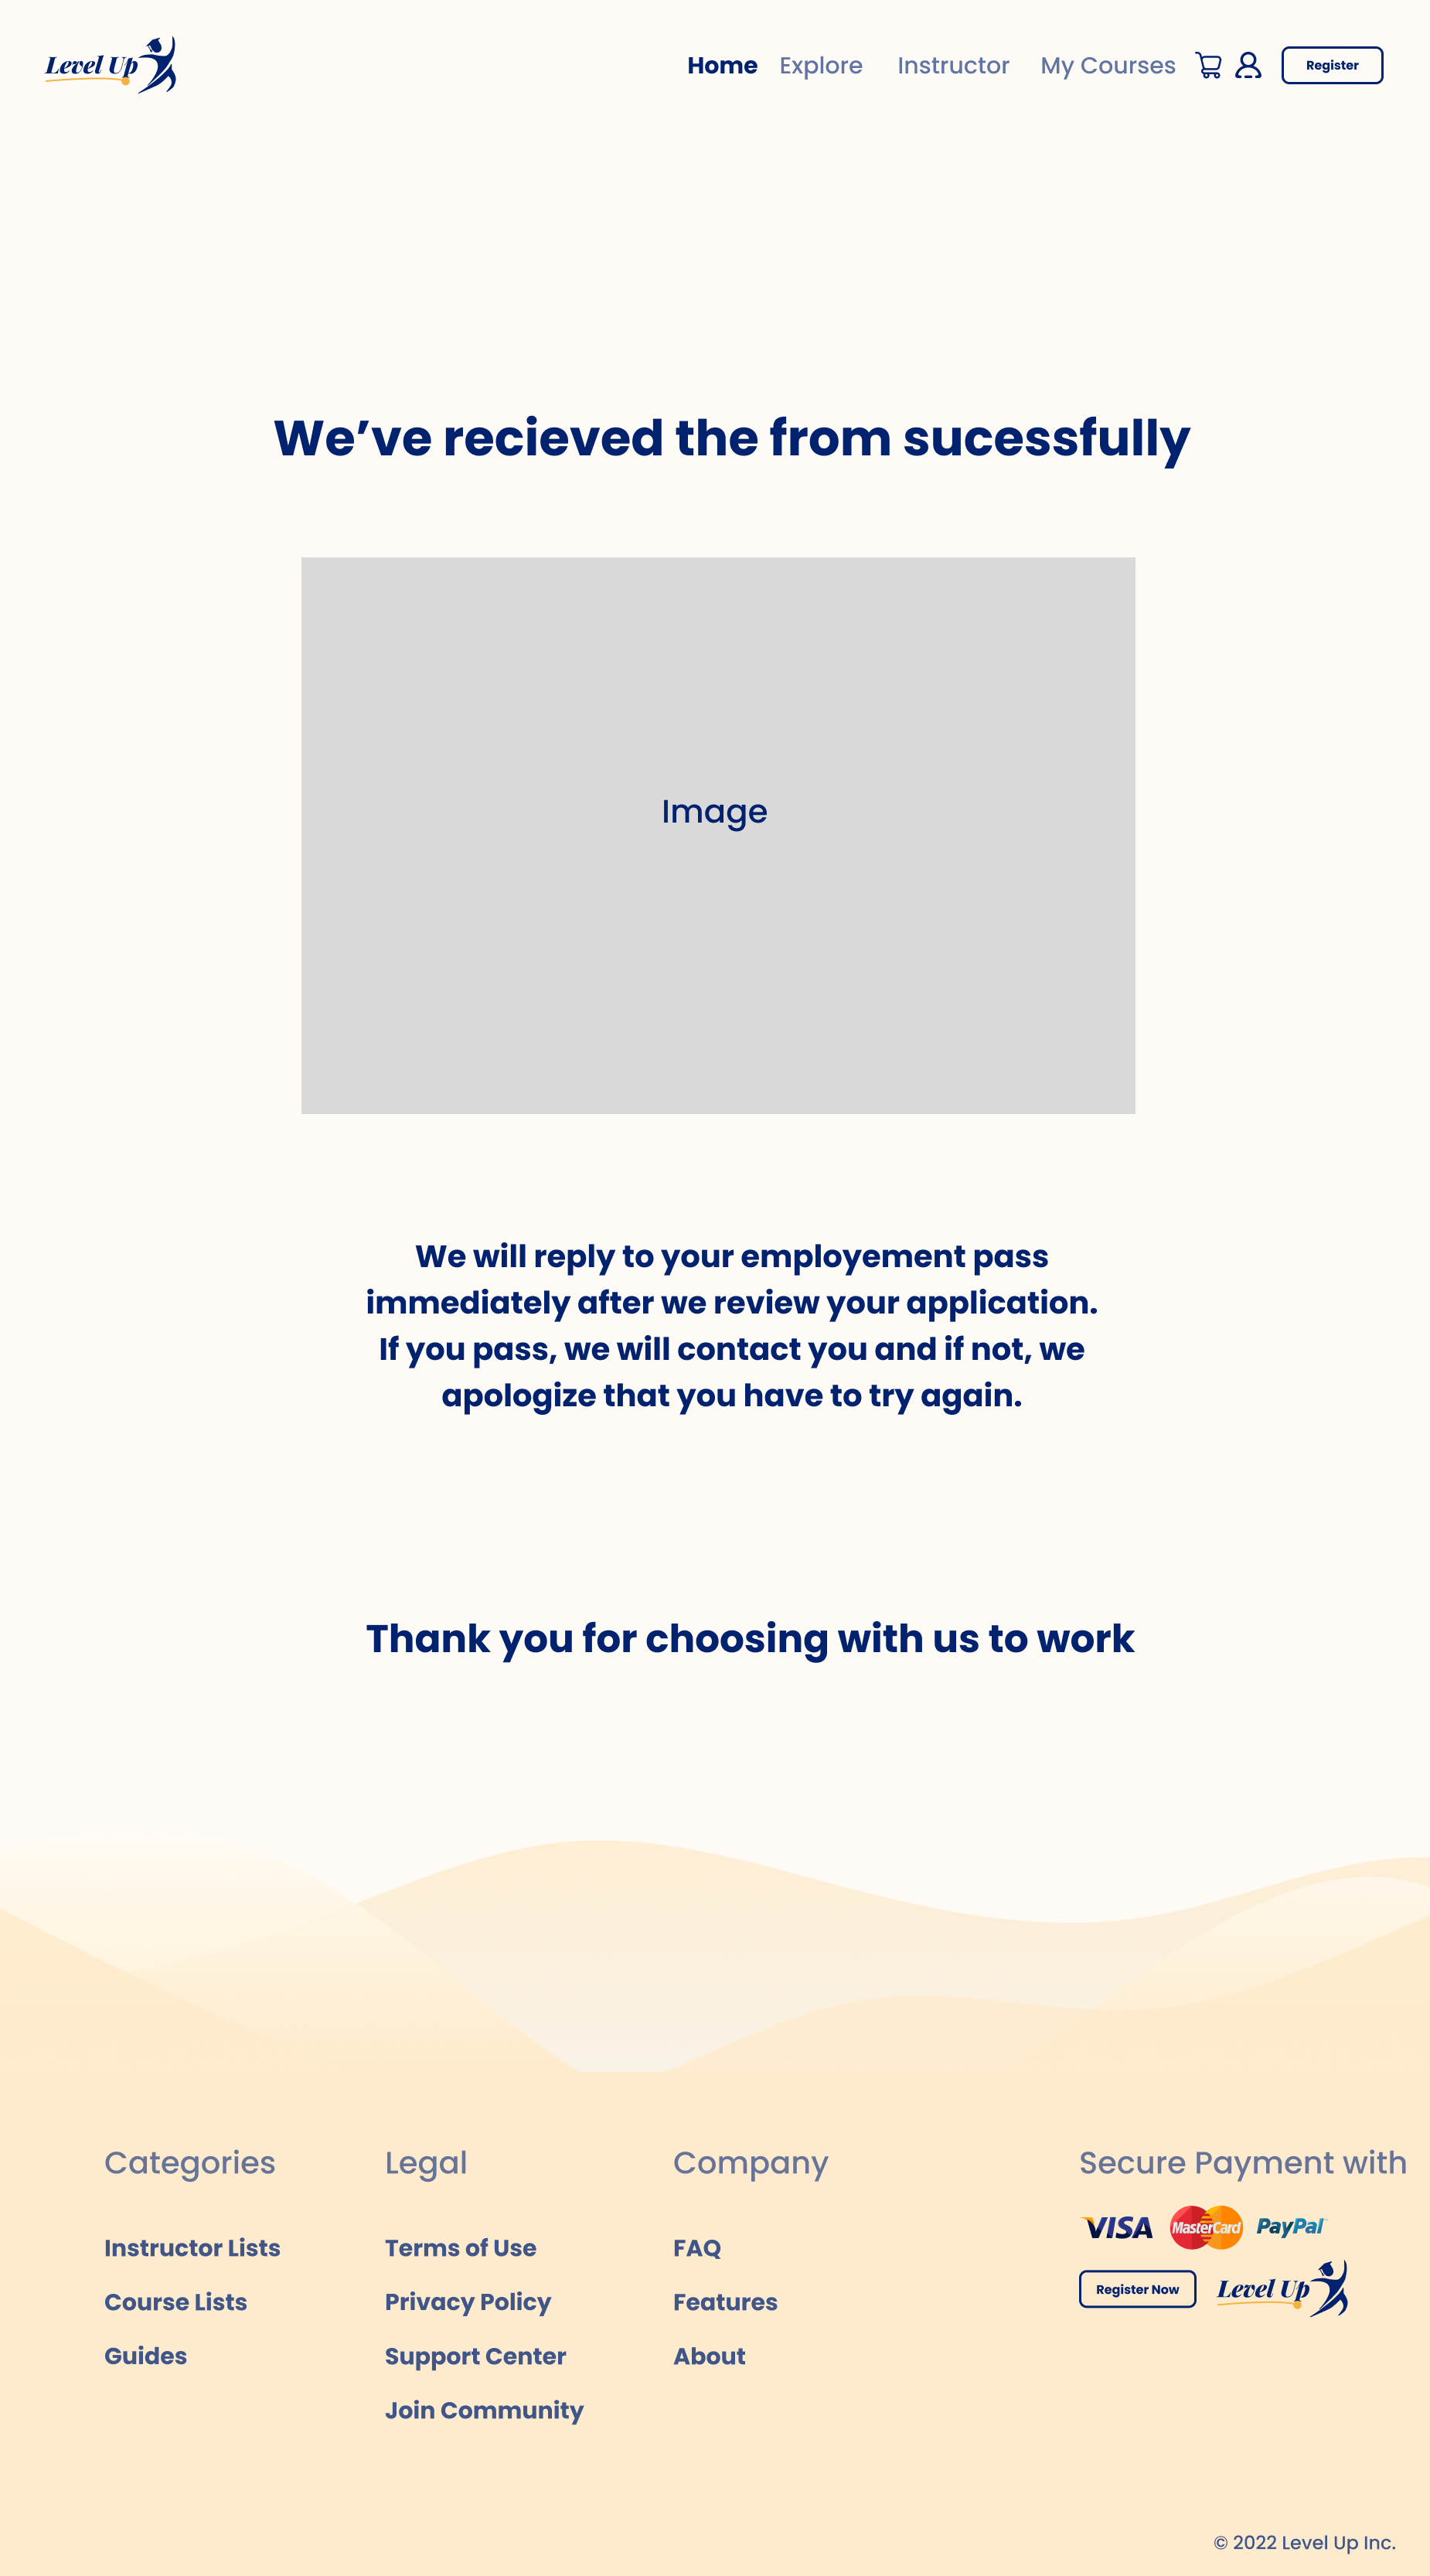 Level Up
Home Explore Instructor My Courses Register
We’ve recieved the from sucessfully
Image
We will reply to your employement pass
immediately after we review your application.
If you pass, we will contact you and if not, we
apologize that you have to try again.
Thank you for choosing with us to work
Categories
Instructor Lists
Course Lists
Guides
Legal
Terms of Use
Privacy Policy
Support Center
Join Community
Company
FAQ
Features
About
Secure Payment with
VISA MasterCard PayPal
Register Now Level Up
© 2022 Level Up Inc.